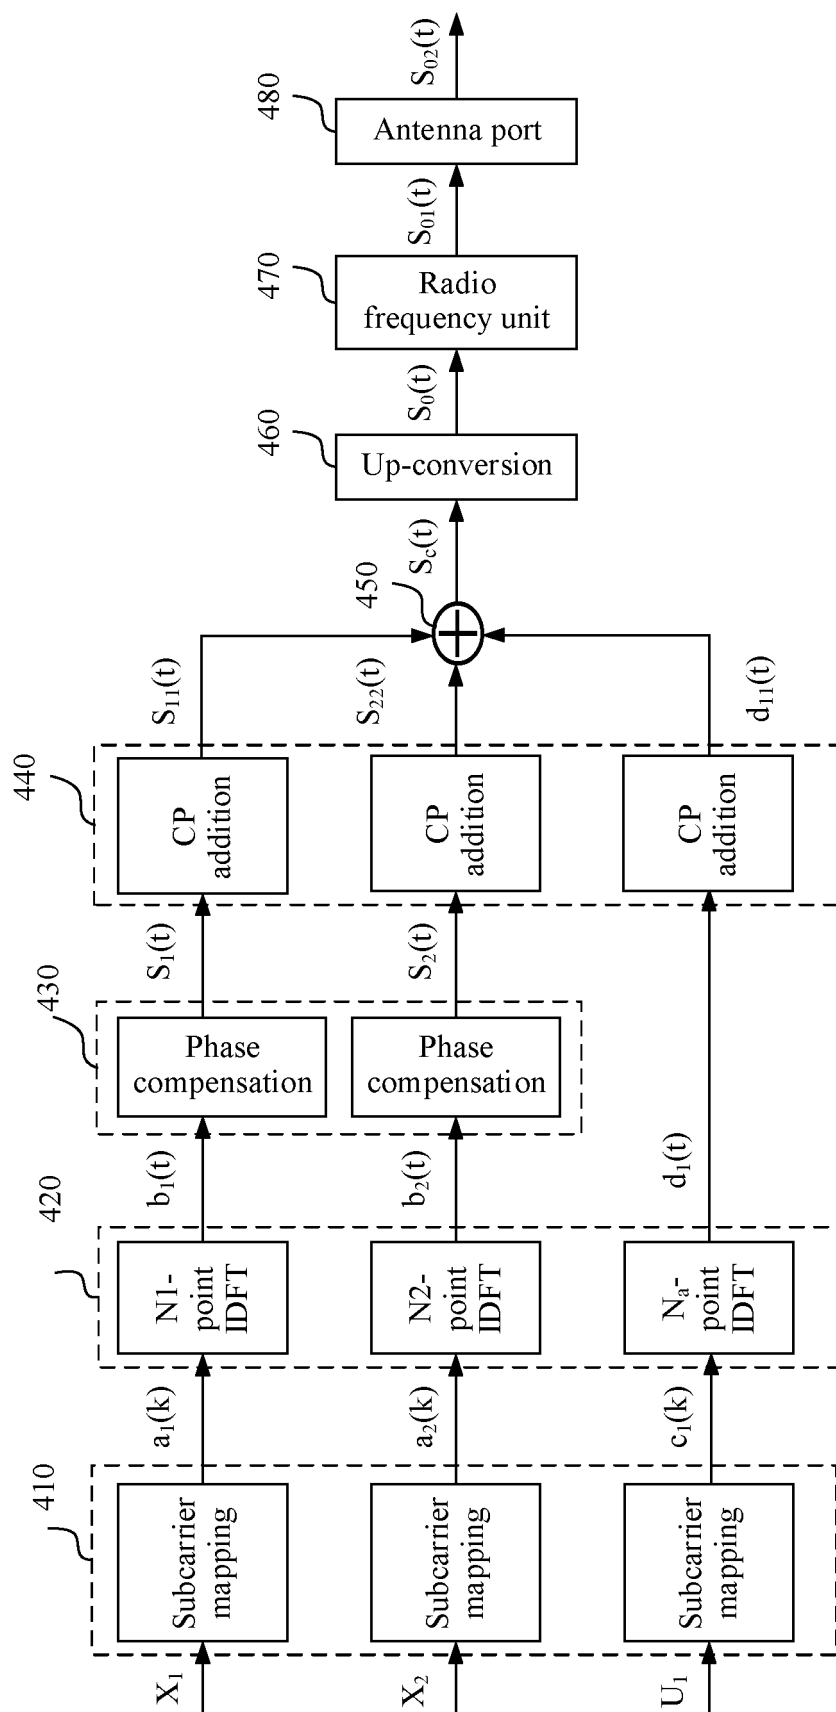 410
420
430
440
450
460
470
480
X₁
Subcarrier
mapping
a₁(k)
N1-
point
IDFT
b₁(t)
Phase
compensation
S₁(t)
CP
addition
S₁₁(t)
X₂
Subcarrier
mapping
a₂(k)
N2-
point
IDFT
b₂(t)
Phase
compensation
S₂(t)
CP
addition
S₂₂(t)
U₁
Subcarrier
mapping
c₁(k)
Nₐ-
point
IDFT
d₁(t)
CP
addition
d₁₁(t)
+
S_c(t)
Up-conversion
S₀(t)
Radio
frequency unit
S₀₁(t)
Antenna port
S₀₂(t)